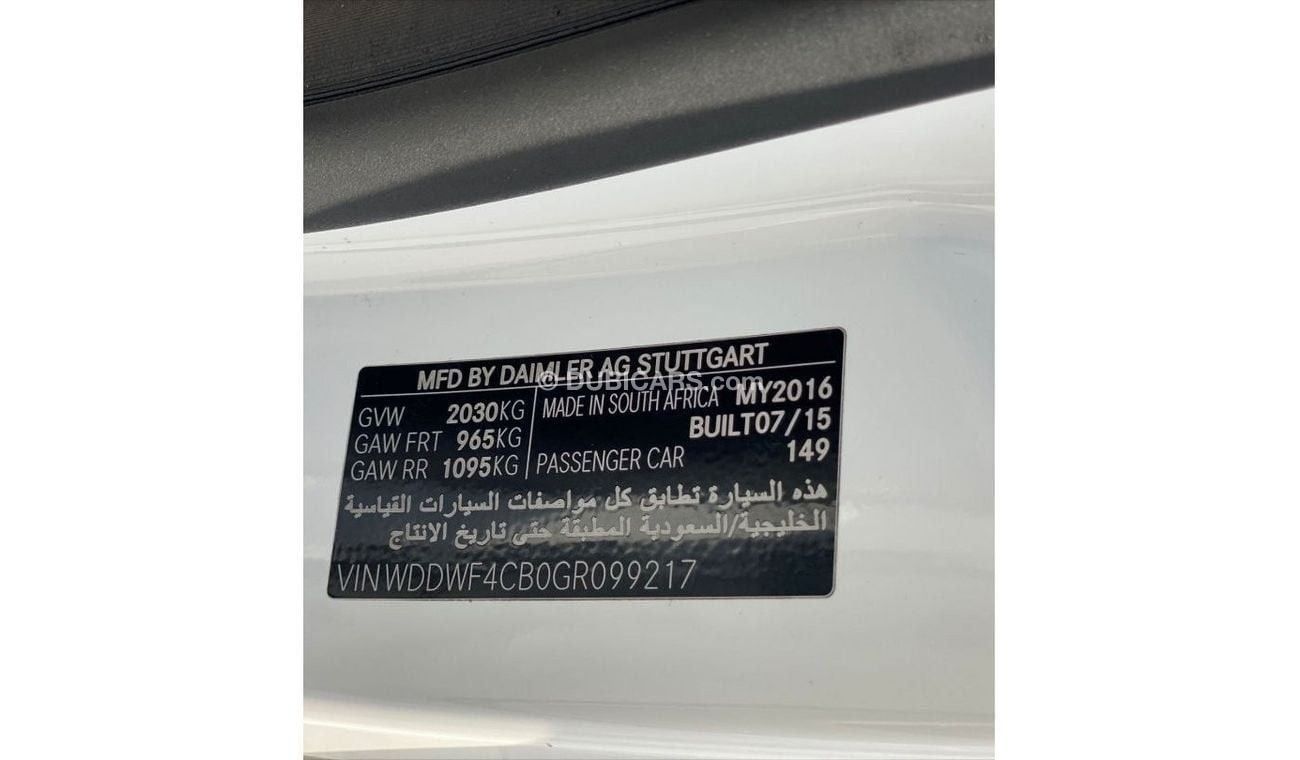 MFD BY DAIMLER AG STUTTGART
© DUBICARS.com
GVW 2030KG
GAW FRT 965KG
GAW RR 1095KG
MADE IN SOUTH AFRICA MY2016
BUILT07/15
PASSENGER CAR 149
هذه السيارة تطابق كل مواصفات السيارات القياسية
الخليجية/السعودية المطبقة حتى تاريخ الانتاج
VIN WDDWF4CB0GR099217